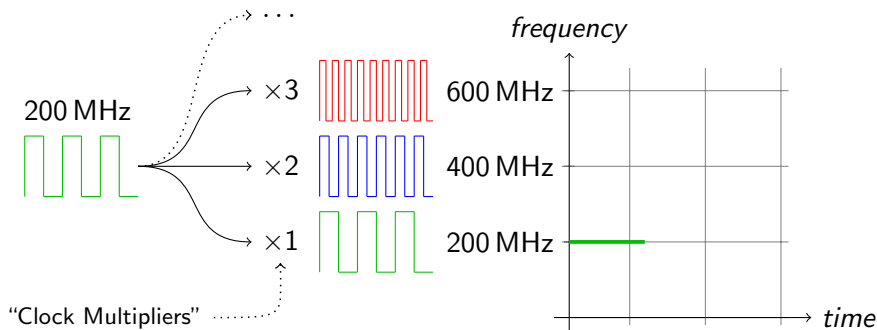 ...
frequency
×3
600 MHz
200 MHz
×2
400 MHz
×1
200 MHz
“Clock Multipliers”
time